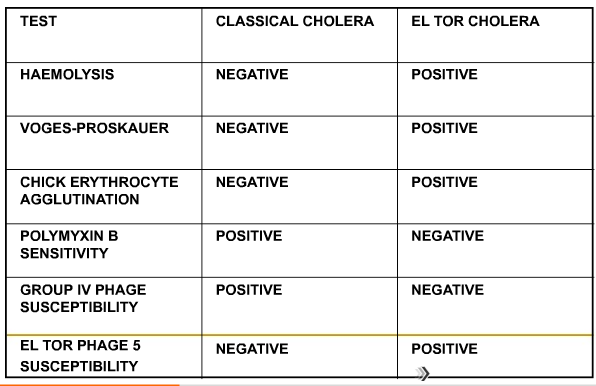 TEST CLASSICAL CHOLERA EL TOR CHOLERA
HAEMOLYSIS NEGATIVE POSITIVE
VOGES-PROSKAUER NEGATIVE POSITIVE
CHICK ERYTHROCYTE NEGATIVE POSITIVE
AGGLUTINATION
POLYMYXIN B POSITIVE NEGATIVE
SENSITIVITY
GROUP IV PHAGE POSITIVE NEGATIVE
SUSCEPTIBILITY
EL TOR PHAGE 5 NEGATIVE POSITIVE
SUSCEPTIBILITY